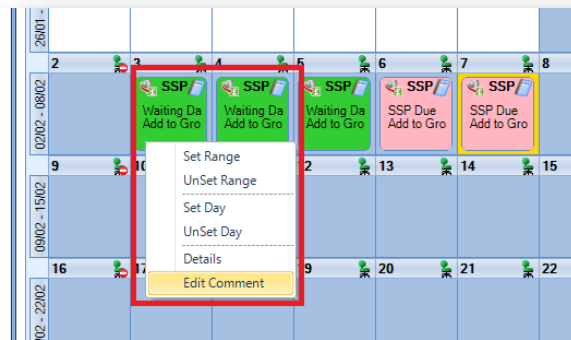 26/01 -
2 3 4 5 6 7 8
02/02 - 08/02
SSP SSP SSP SSP SSP
Waiting Da Waiting Da Waiting Da SSP Due SSP Due
Add to Gro Add to Gro Add to Gro Add to Gro Add to Gro
9 10 12 13 14 15
09/02 - 15/02
Set Range
UnSet Range
Set Day
UnSet Day
Details
Edit Comment
16 17 19 20 21 22
/02 - 22/02